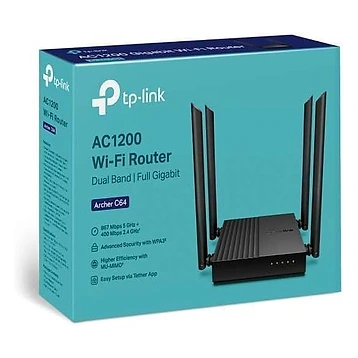 AC1200 Gigabit Wi-Fi Router
tp-link
AC1200
Wi-Fi Router
Dual Band | Full Gigabit
Archer C64
867 Mbps 5 GHz +
400 Mbps 2.4 GHz
Advanced Security with WPA3
Higher Efficiency with
MU-MIMO
Easy Setup via Tether App